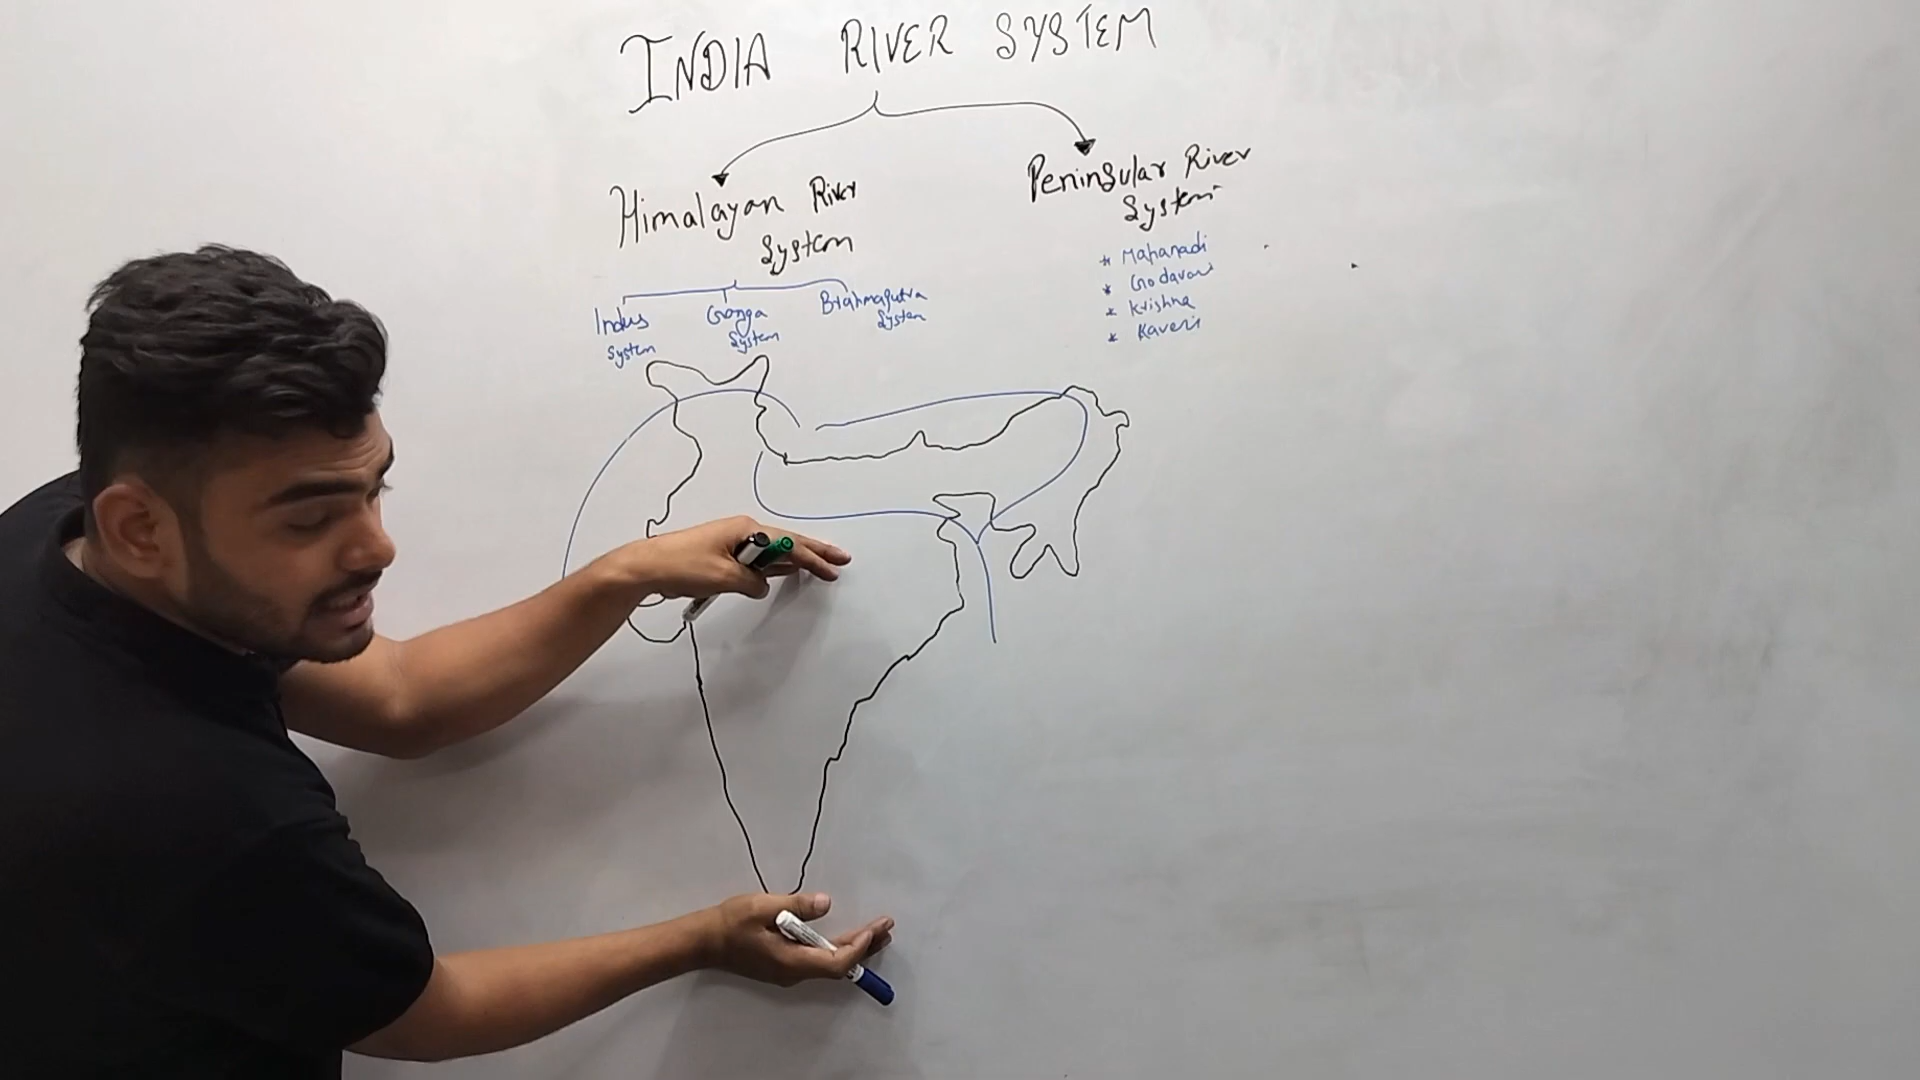 INDIA RIVER SYSTEM
Himalayan River
System
Peninsular River
System
Indus
System
Ganga
System
Brahmaputra
System
* Mahanadi
* Godavari
* Krishna
* Kaveri